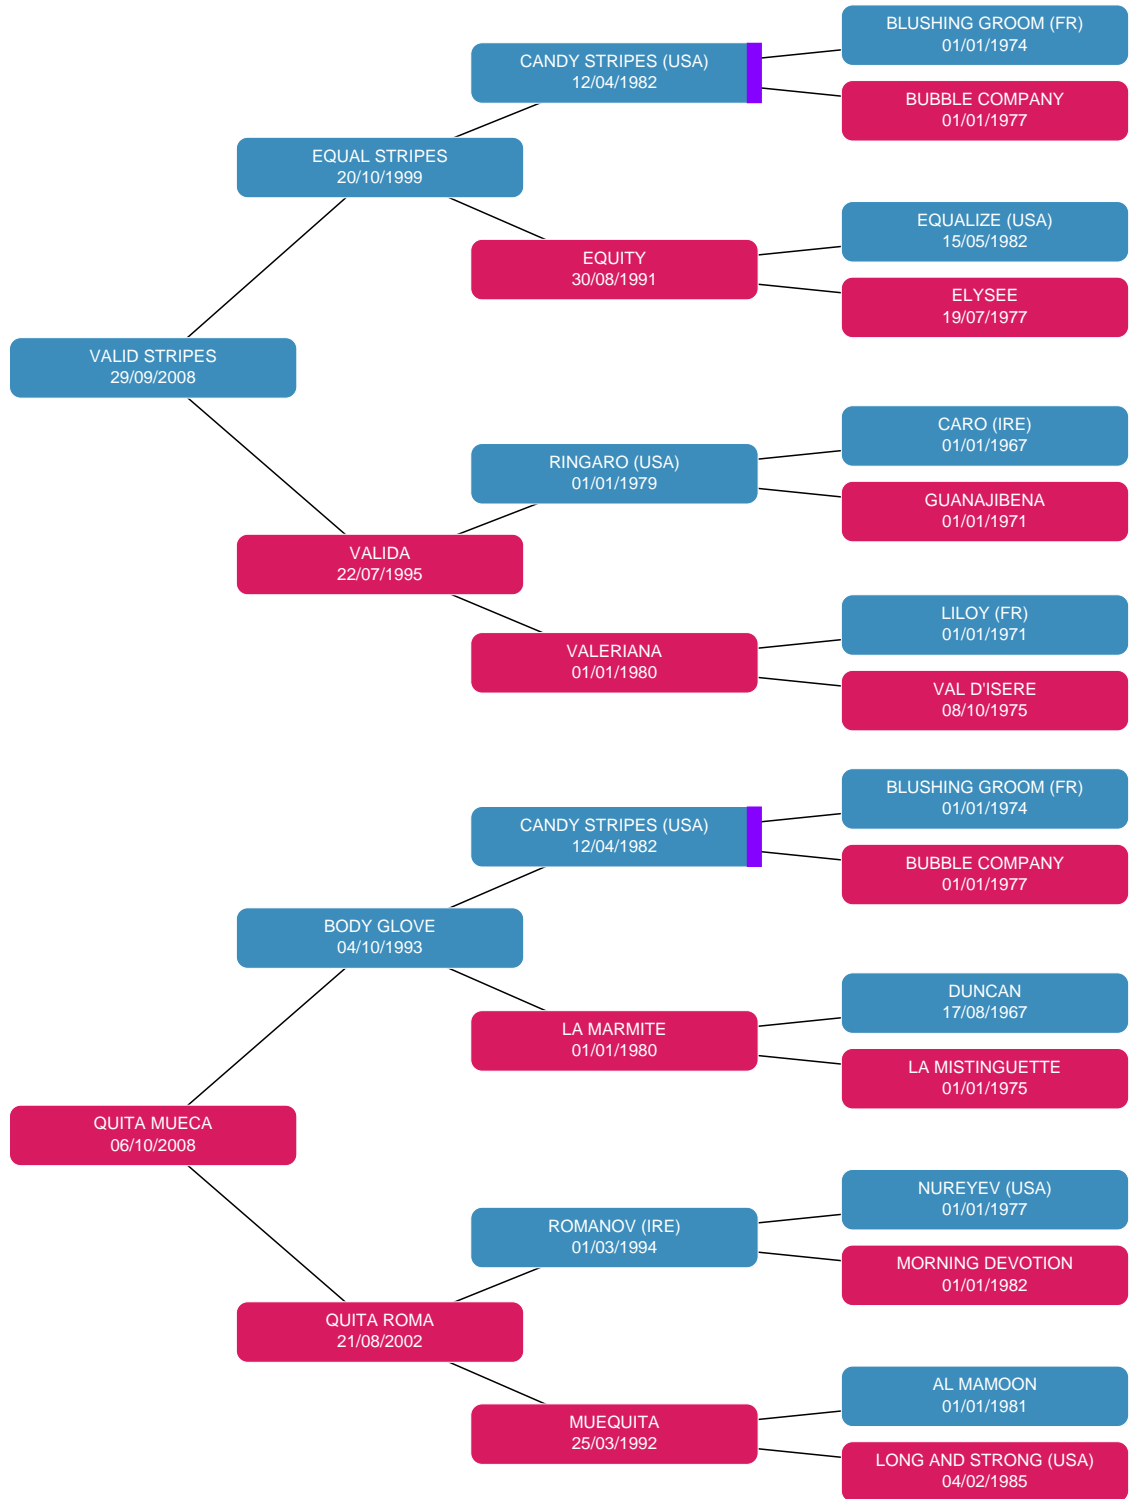 BLUSHING GROOM (FR)
01/01/1974
CANDY STRIPES (USA)
12/04/1982
BUBBLE COMPANY
01/01/1977
EQUAL STRIPES
20/10/1999
EQUALIZE (USA)
15/05/1982
EQUITY
30/08/1991
ELYSEE
19/07/1977
VALID STRIPES
29/09/2008
CARO (IRE)
01/01/1967
RINGARO (USA)
01/01/1979
GUANAJIBENA
01/01/1971
VALIDA
22/07/1995
LILOY (FR)
01/01/1971
VALERIANA
01/01/1980
VAL D'ISERE
08/10/1975
BLUSHING GROOM (FR)
01/01/1974
CANDY STRIPES (USA)
12/04/1982
BUBBLE COMPANY
01/01/1977
BODY GLOVE
04/10/1993
DUNCAN
17/08/1967
LA MARMITE
01/01/1980
LA MISTINGUETTE
01/01/1975
QUITA MUECA
06/10/2008
NUREYEV (USA)
01/01/1977
ROMANOV (IRE)
01/03/1994
MORNING DEVOTION
01/01/1982
QUITA ROMA
21/08/2002
AL MAMOON
01/01/1981
MUEQUITA
25/03/1992
LONG AND STRONG (USA)
04/02/1985